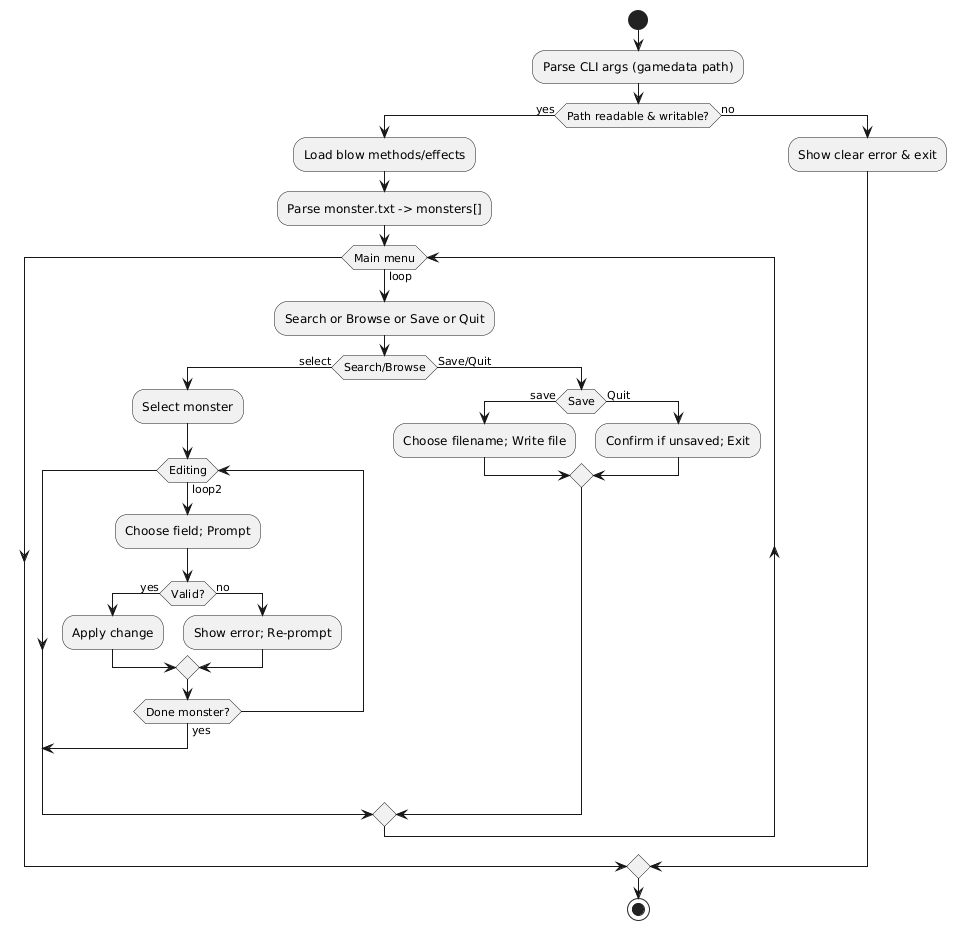 Parse CLI args (gamedata path)
yes
Path readable & writable?
no
Load blow methods/effects
Show clear error & exit
Parse monster.txt -> monsters[]
Main menu
loop
Search or Browse or Save or Quit
select
Search/Browse
Save/Quit
Select monster
save
Save
Quit
Choose filename; Write file
Confirm if unsaved; Exit
Editing
loop2
Choose field; Prompt
yes
Valid?
no
Apply change
Show error; Re-prompt
Done monster?
yes